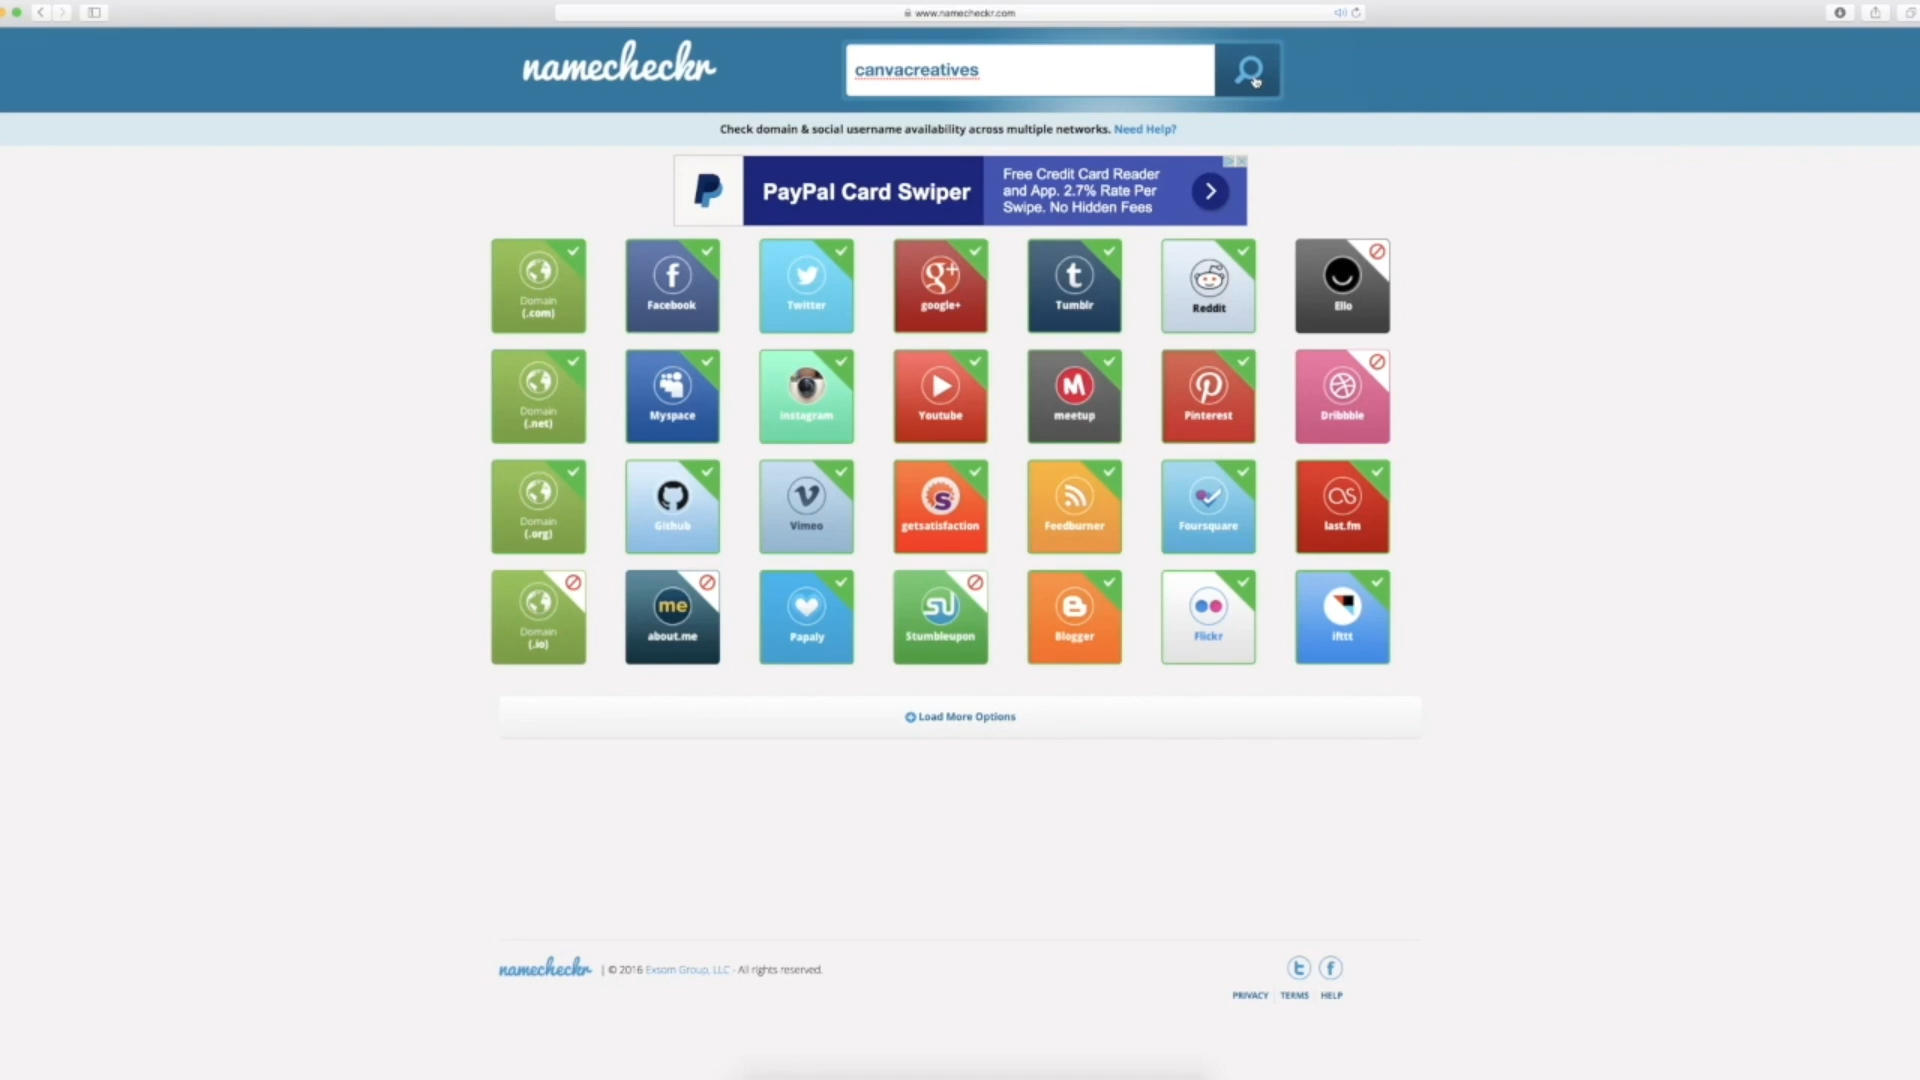 www.namecheckr.com
namecheckr
canvacreatives
Check domain & social username availability across multiple networks. Need Help?
PayPal Card Swiper
Free Credit Card Reader
and App. 2.7% Rate Per
Swipe. No Hidden Fees
Domain
(.com)
Facebook
Twitter
google+
Tumblr
Reddit
Ello
Domain
(.net)
Myspace
Instagram
Youtube
meetup
Pinterest
Dribbble
Domain
(.org)
Github
Vimeo
getsatisfaction
Feedburner
Foursquare
last.fm
Domain
(.io)
me
about.me
Papaly
Stumbleupon
Blogger
Flickr
ifttt
Load More Options
namecheckr | © 2016 Exsom Group, LLC - All rights reserved.
PRIVACY TERMS HELP